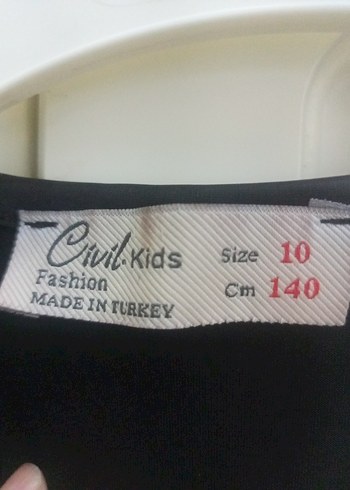 Civil Kids
Fashion
MADE IN TURKEY
Size 10
Cm 140